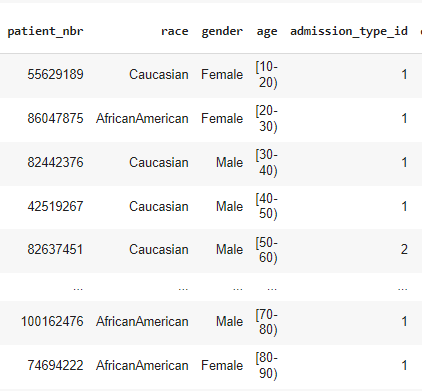 patient_nbr race gender age admission_type_id
55629189 Caucasian Female [10-20) 1
86047875 AfricanAmerican Female [20-30) 1
82442376 Caucasian Male [30-40) 1
42519267 Caucasian Male [40-50) 1
82637451 Caucasian Male [50-60) 2
... ... ... ... ...
100162476 AfricanAmerican Male [70-80) 1
74694222 AfricanAmerican Female [80-90) 1